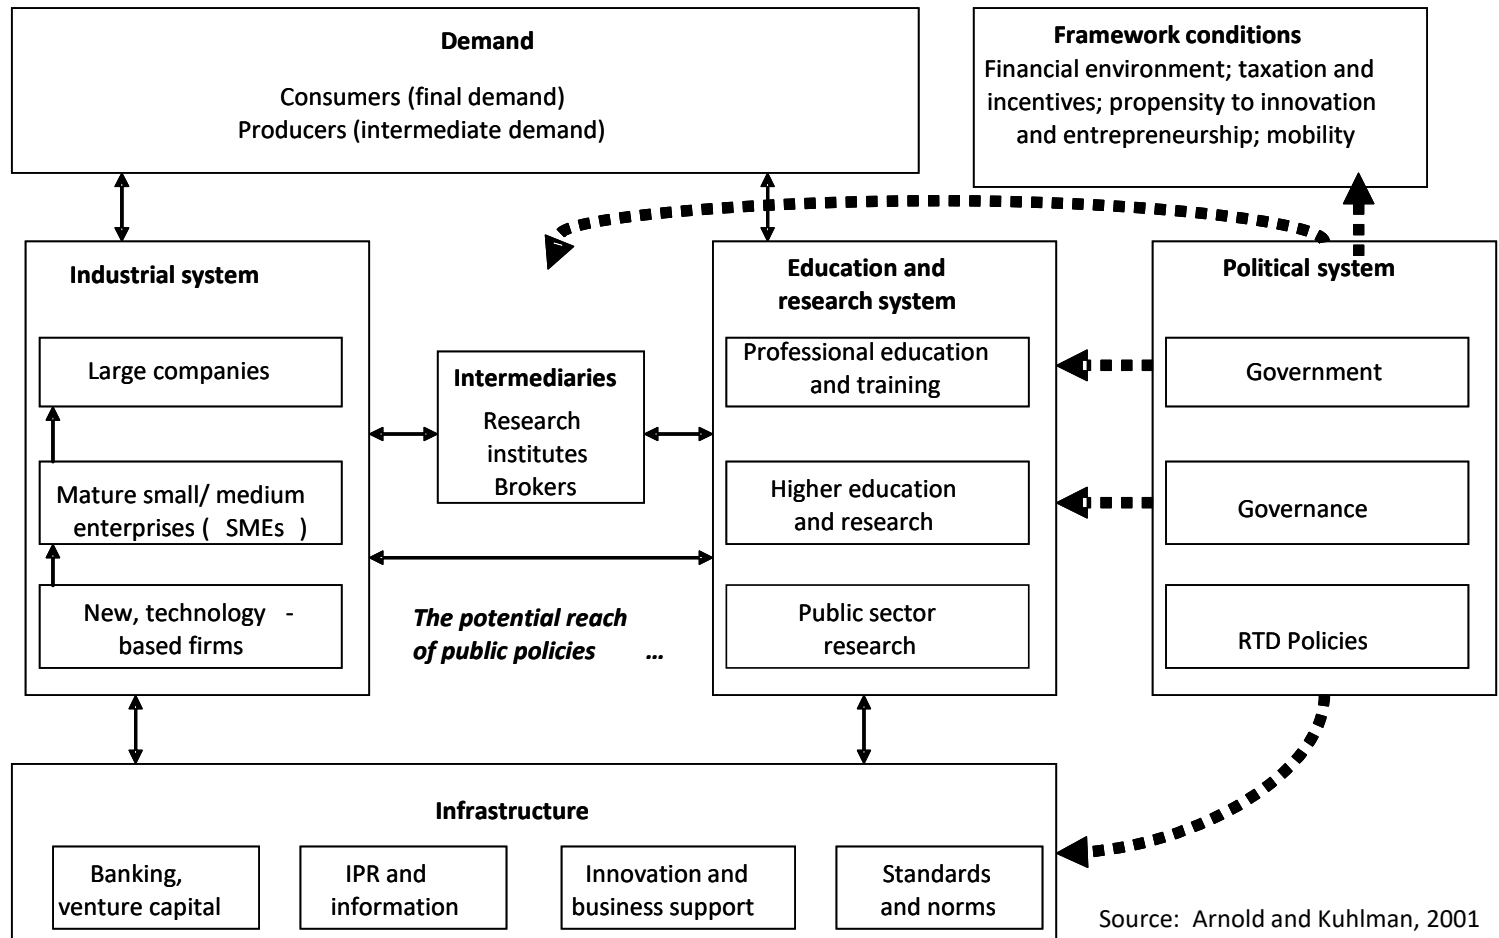 Demand
Consumers (final demand)
Producers (intermediate demand)
Framework conditions
Financial environment; taxation and
incentives; propensity to innovation
and entrepreneurship; mobility
Industrial system
Large companies
Mature small/ medium
enterprises ( SMEs )
New, technology -
based firms
Intermediaries
Research
institutes
Brokers
The potential reach
of public policies ...
Education and
research system
Professional education
and training
Higher education
and research
Public sector
research
Political system
Government
Governance
RTD Policies
Infrastructure
Banking,
venture capital
IPR and
information
Innovation and
business support
Standards
and norms
Source: Arnold and Kuhlman, 2001